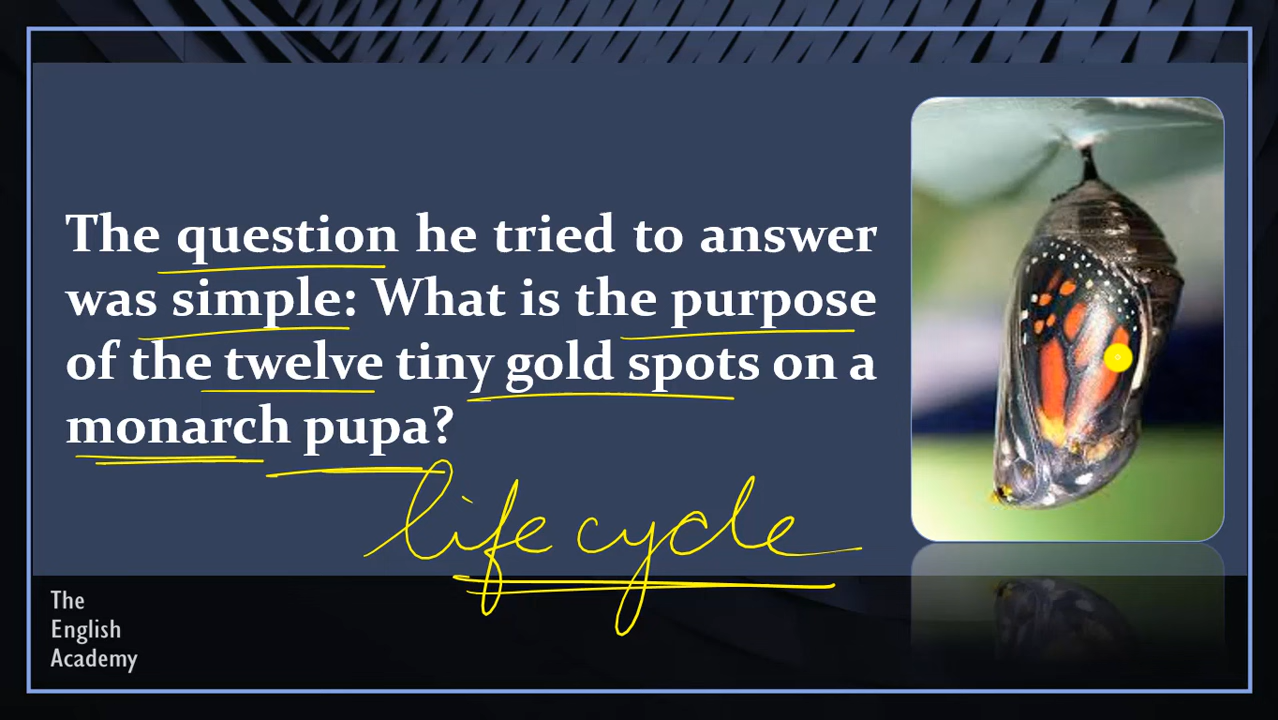 The question he tried to answer
was simple: What is the purpose
of the twelve tiny gold spots on a
monarch pupa?
life cycle
The
English
Academy